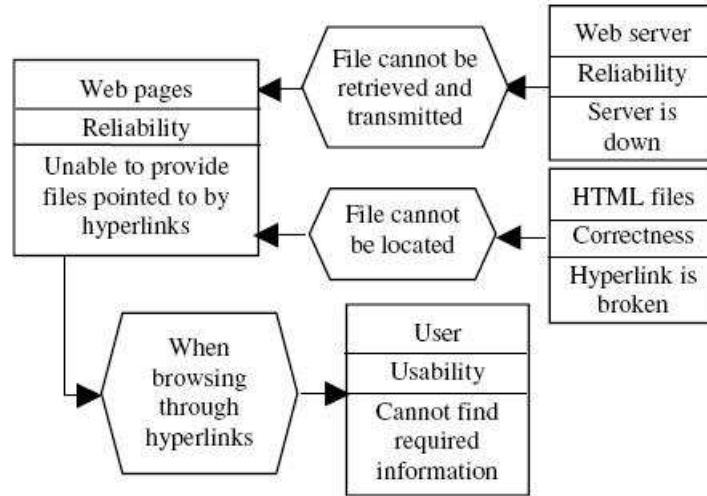 Web server
Reliability
Server is
down
File cannot be
retrieved and
transmitted
Web pages
Reliability
Unable to provide
files pointed to by
hyperlinks
HTML files
Correctness
Hyperlink is
broken
File cannot
be located
When
browsing
through
hyperlinks
User
Usability
Cannot find
required
information